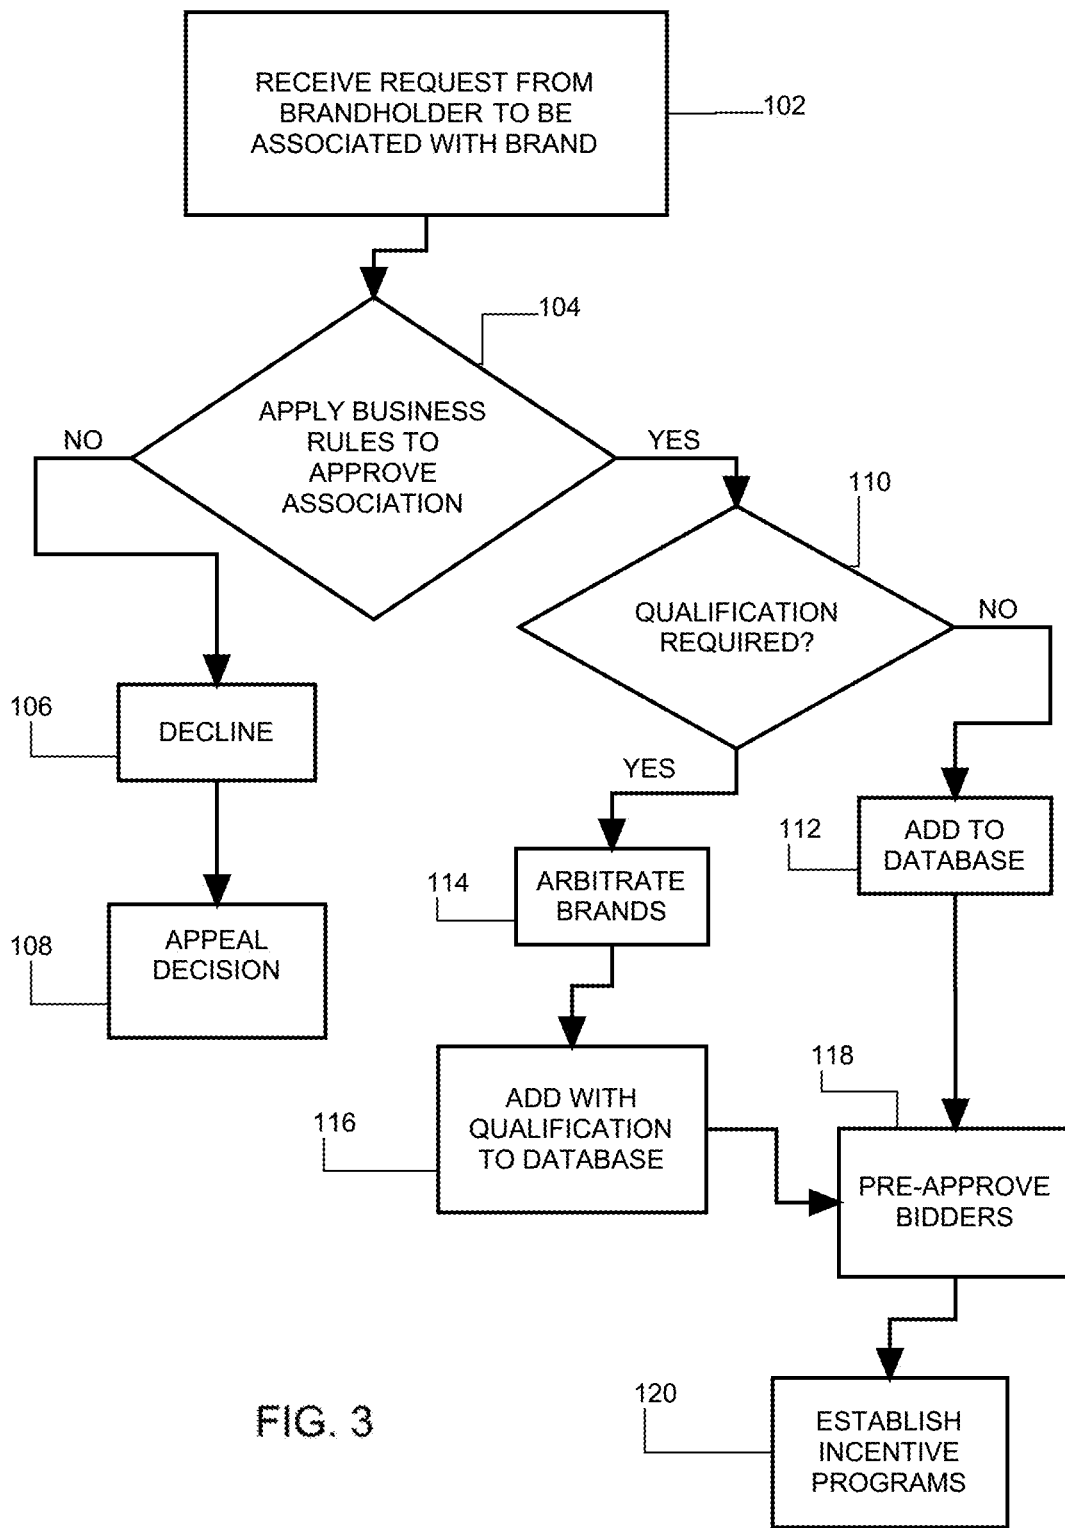 RECEIVE REQUEST FROM
BRANDHOLDER TO BE
ASSOCIATED WITH BRAND
102
104
APPLY BUSINESS
RULES TO
APPROVE
ASSOCIATION
NO
YES
110
QUALIFICATION
REQUIRED?
NO
YES
106
DECLINE
108
APPEAL
DECISION
112
ADD TO
DATABASE
114
ARBITRATE
BRANDS
116
ADD WITH
QUALIFICATION
TO DATABASE
118
PRE-APPROVE
BIDDERS
120
ESTABLISH
INCENTIVE
PROGRAMS
FIG. 3